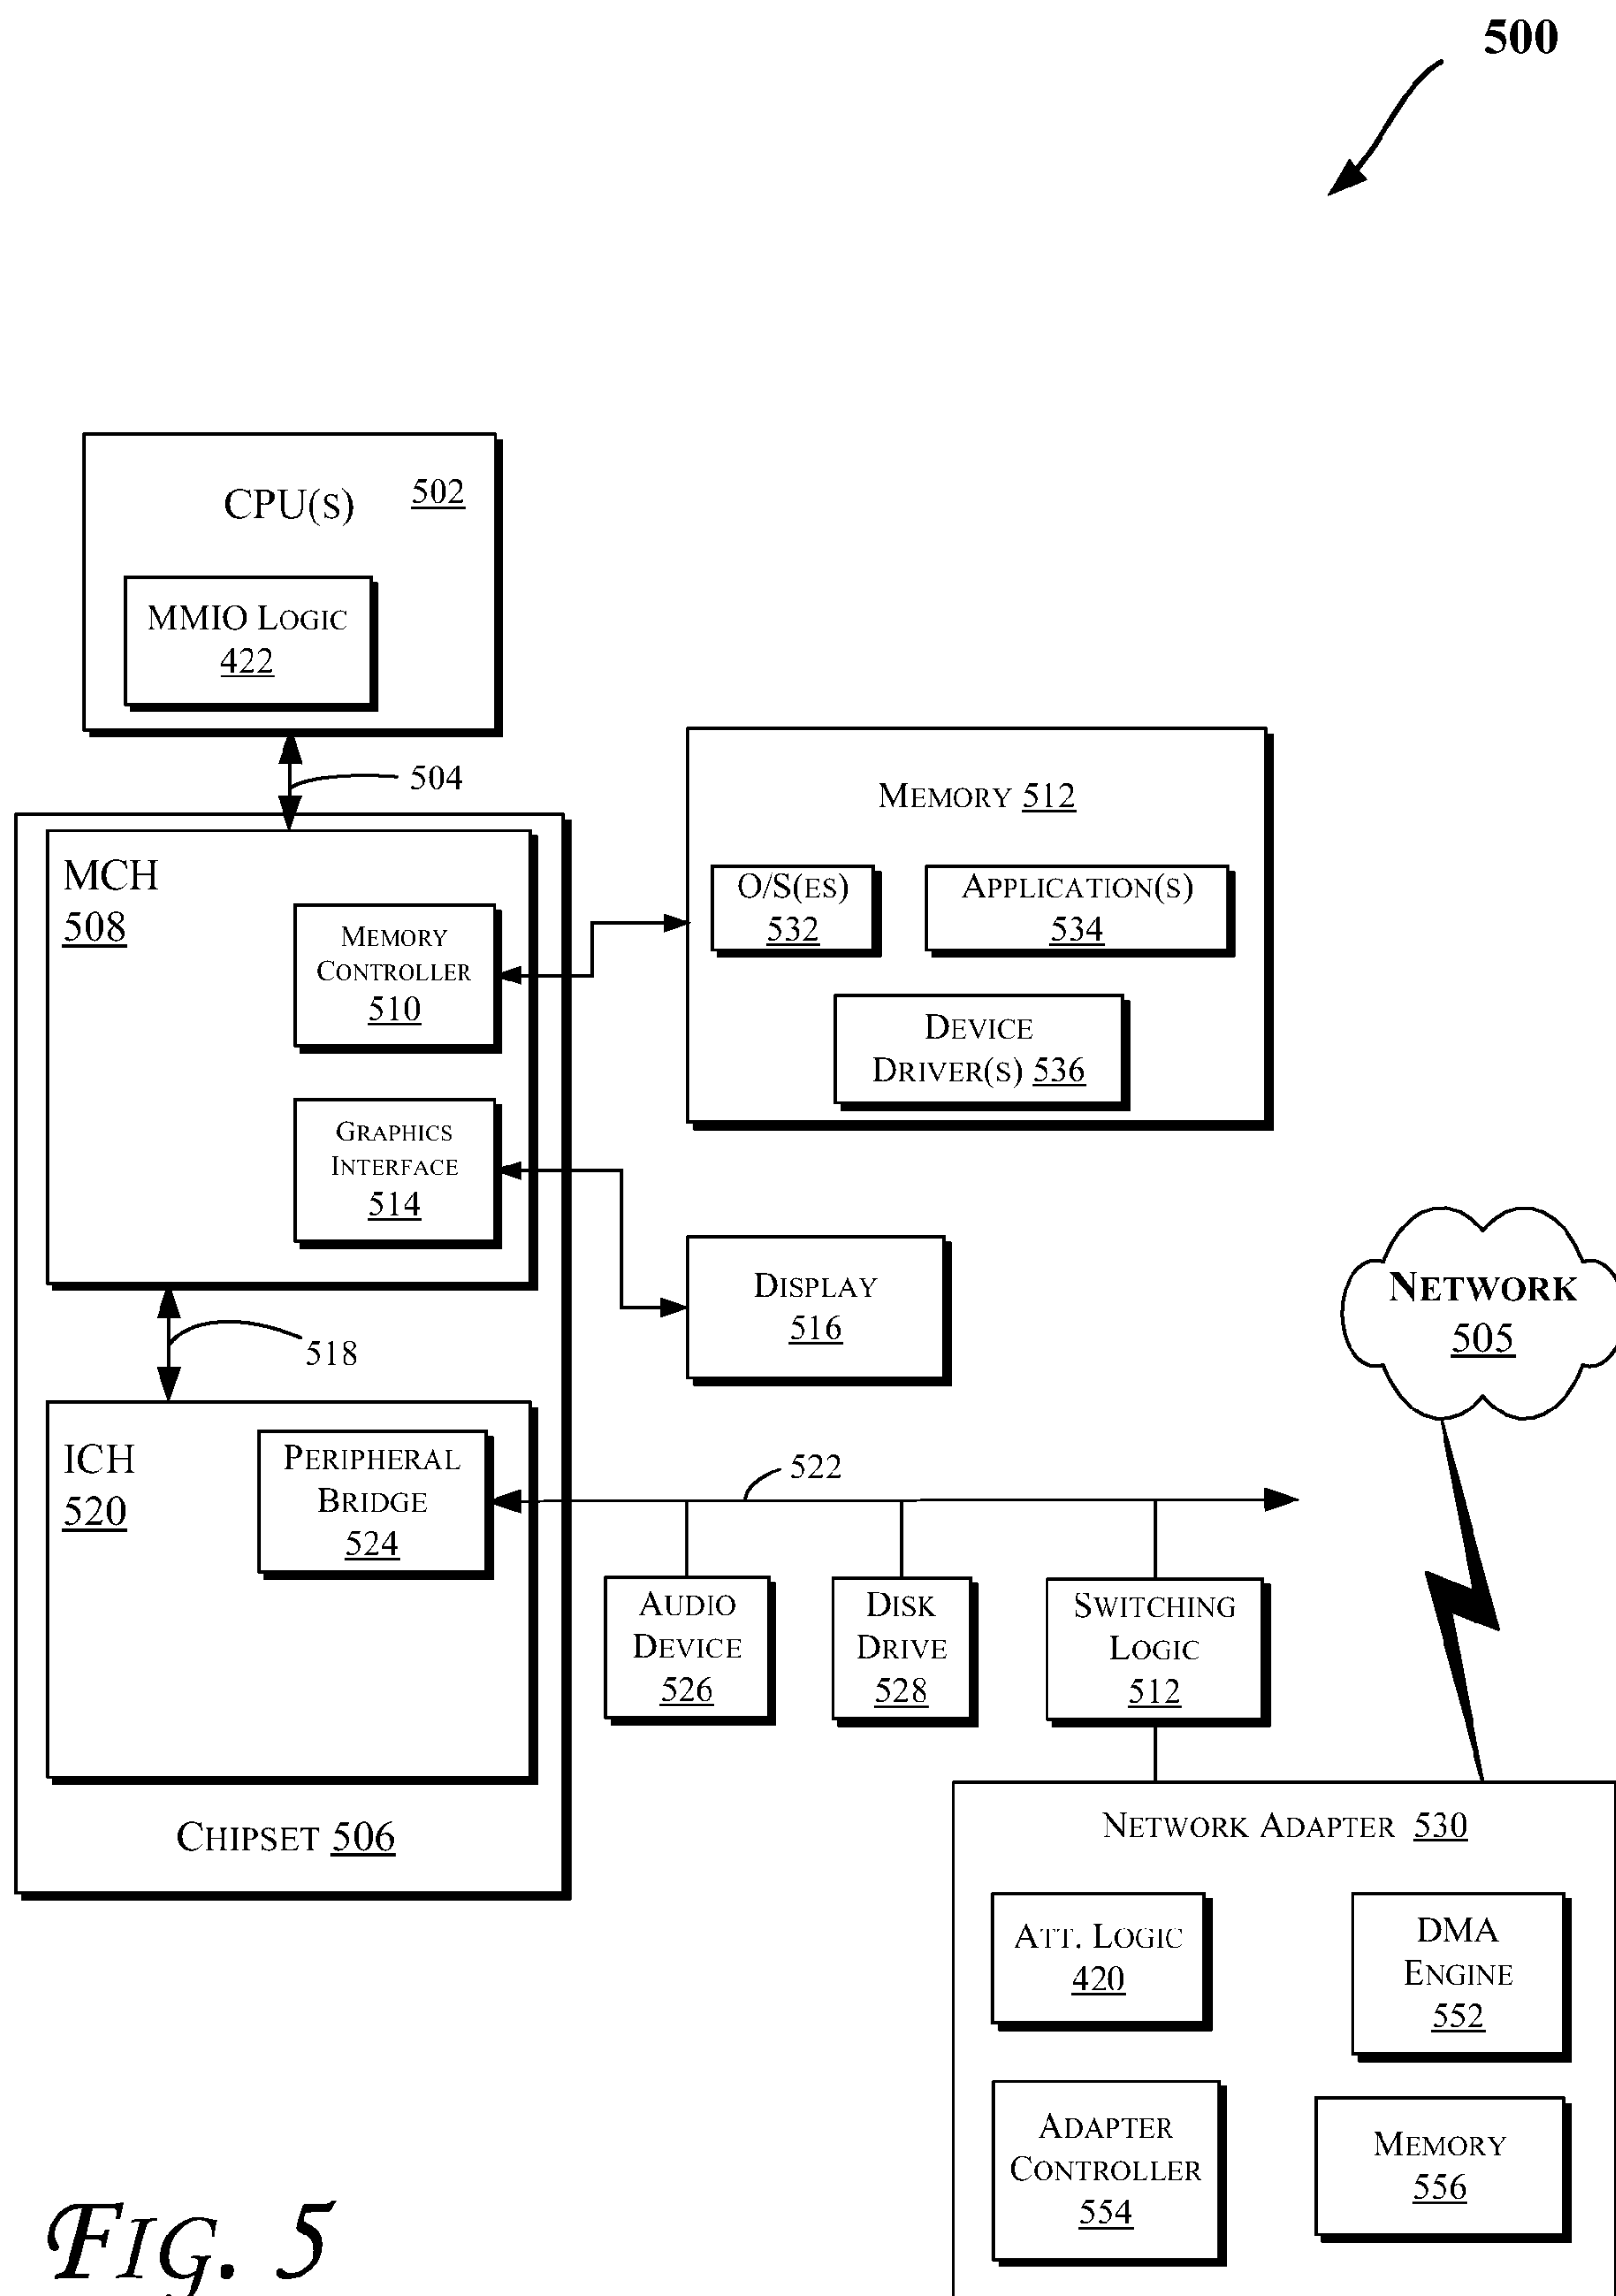 500
CPU(S) 502
MMIO LOGIC
422
504
MCH
508
MEMORY
CONTROLLER
510
GRAPHICS
INTERFACE
514
MEMORY 512
O/S(ES)
532
APPLICATION(S)
534
DEVICE
DRIVER(S) 536
DISPLAY
516
518
NETWORK
505
ICH
520
PERIPHERAL
BRIDGE
524
522
AUDIO
DEVICE
526
DISK
DRIVE
528
SWITCHING
LOGIC
512
CHIPSET 506
NETWORK ADAPTER 530
ATT. LOGIC
420
DMA
ENGINE
552
ADAPTER
CONTROLLER
554
MEMORY
556
FIG. 5